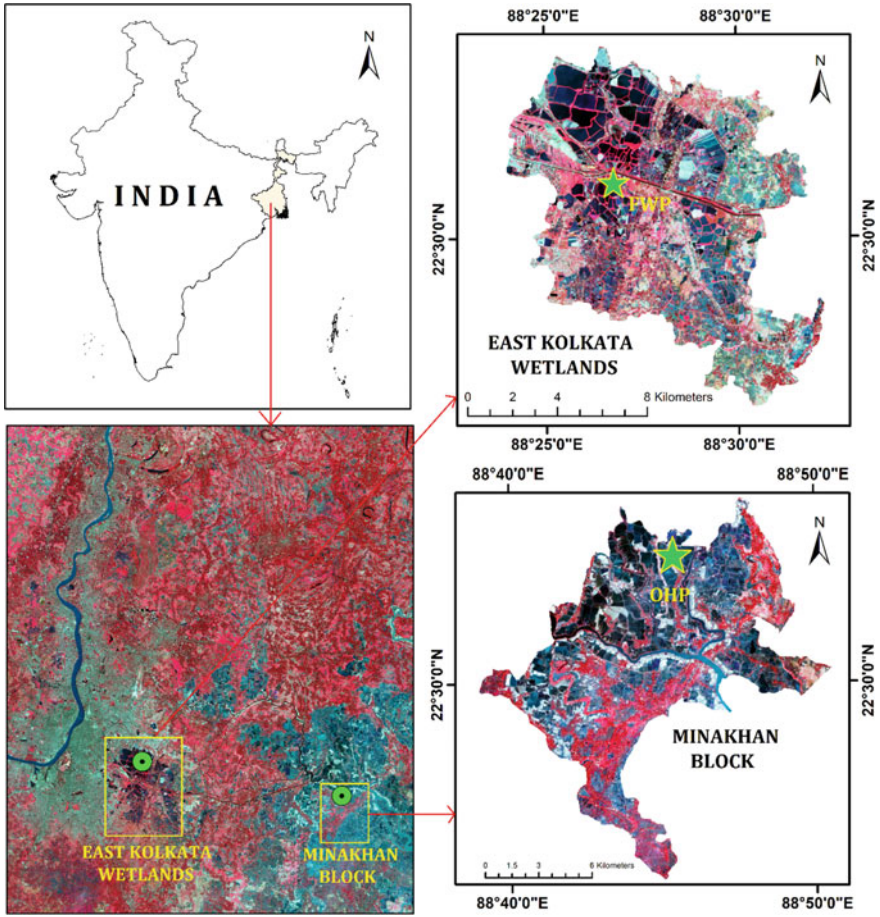 N
INDIA
88°25'0"E 88°30'0"E
N
FWP
22°30'0"N 22°30'0"N
EAST KOLKATA
WETLANDS
0 2 4 8 Kilometers
88°25'0"E 88°30'0"E
EAST KOLKATA
WETLANDS
MINAKHAN
BLOCK
88°40'0"E 88°50'0"E
N
OHP
22°30'0"N 22°30'0"N
MINAKHAN
BLOCK
0 1.5 3 6 Kilometers
88°40'0"E 88°50'0"E